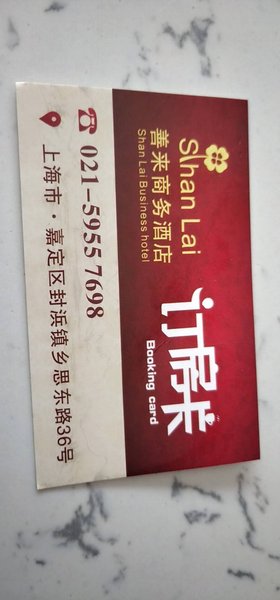 Shan Lai
善来商务酒店
Shan Lai Business hotel
订房卡
Booking card
021-5955 7698
上海市·嘉定区封浜镇乡思东路36号